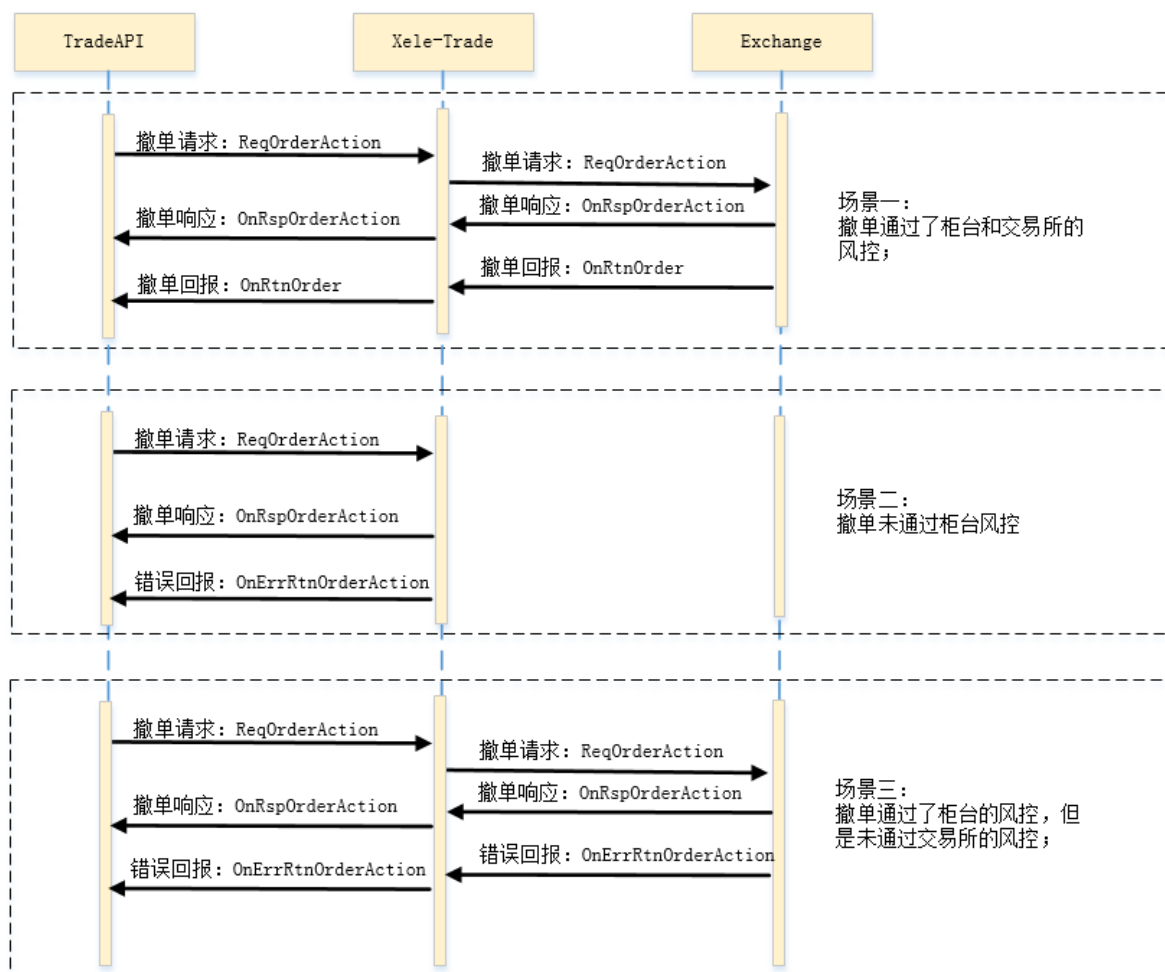 TradeAPI
Xele-Trade
Exchange
撤单请求：ReqOrderAction
撤单请求：ReqOrderAction
撤单响应：OnRspOrderAction
撤单响应：OnRspOrderAction
撤单回报：OnRtnOrder
撤单回报：OnRtnOrder
场景一：
撤单通过了柜台和交易所的
风控；
撤单请求：ReqOrderAction
撤单响应：OnRspOrderAction
错误回报：OnErrRtnOrderAction
场景二：
撤单未通过柜台风控
撤单请求：ReqOrderAction
撤单请求：ReqOrderAction
撤单响应：OnRspOrderAction
撤单响应：OnRspOrderAction
错误回报：OnErrRtnOrderAction
错误回报：OnErrRtnOrderAction
场景三：
撤单通过了柜台的风控，但
是未通过交易所的风控；